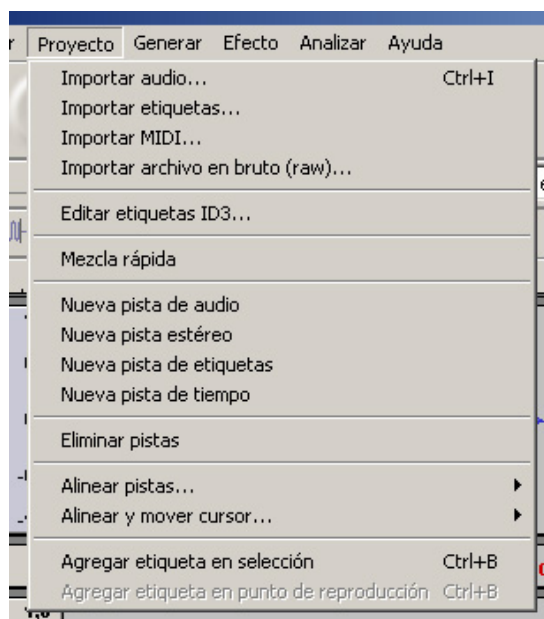 r Proyecto Generar Efecto Analizar Ayuda
Importar audio... Ctrl+I
Importar etiquetas...
Importar MIDI...
Importar archivo en bruto (raw)...
Editar etiquetas ID3...
Mezcla rápida
Nueva pista de audio
Nueva pista estéreo
Nueva pista de etiquetas
Nueva pista de tiempo
Eliminar pistas
Alinear pistas...
Alinear y mover cursor...
Agregar etiqueta en selección Ctrl+B
Agregar etiqueta en punto de reproducción Ctrl+B